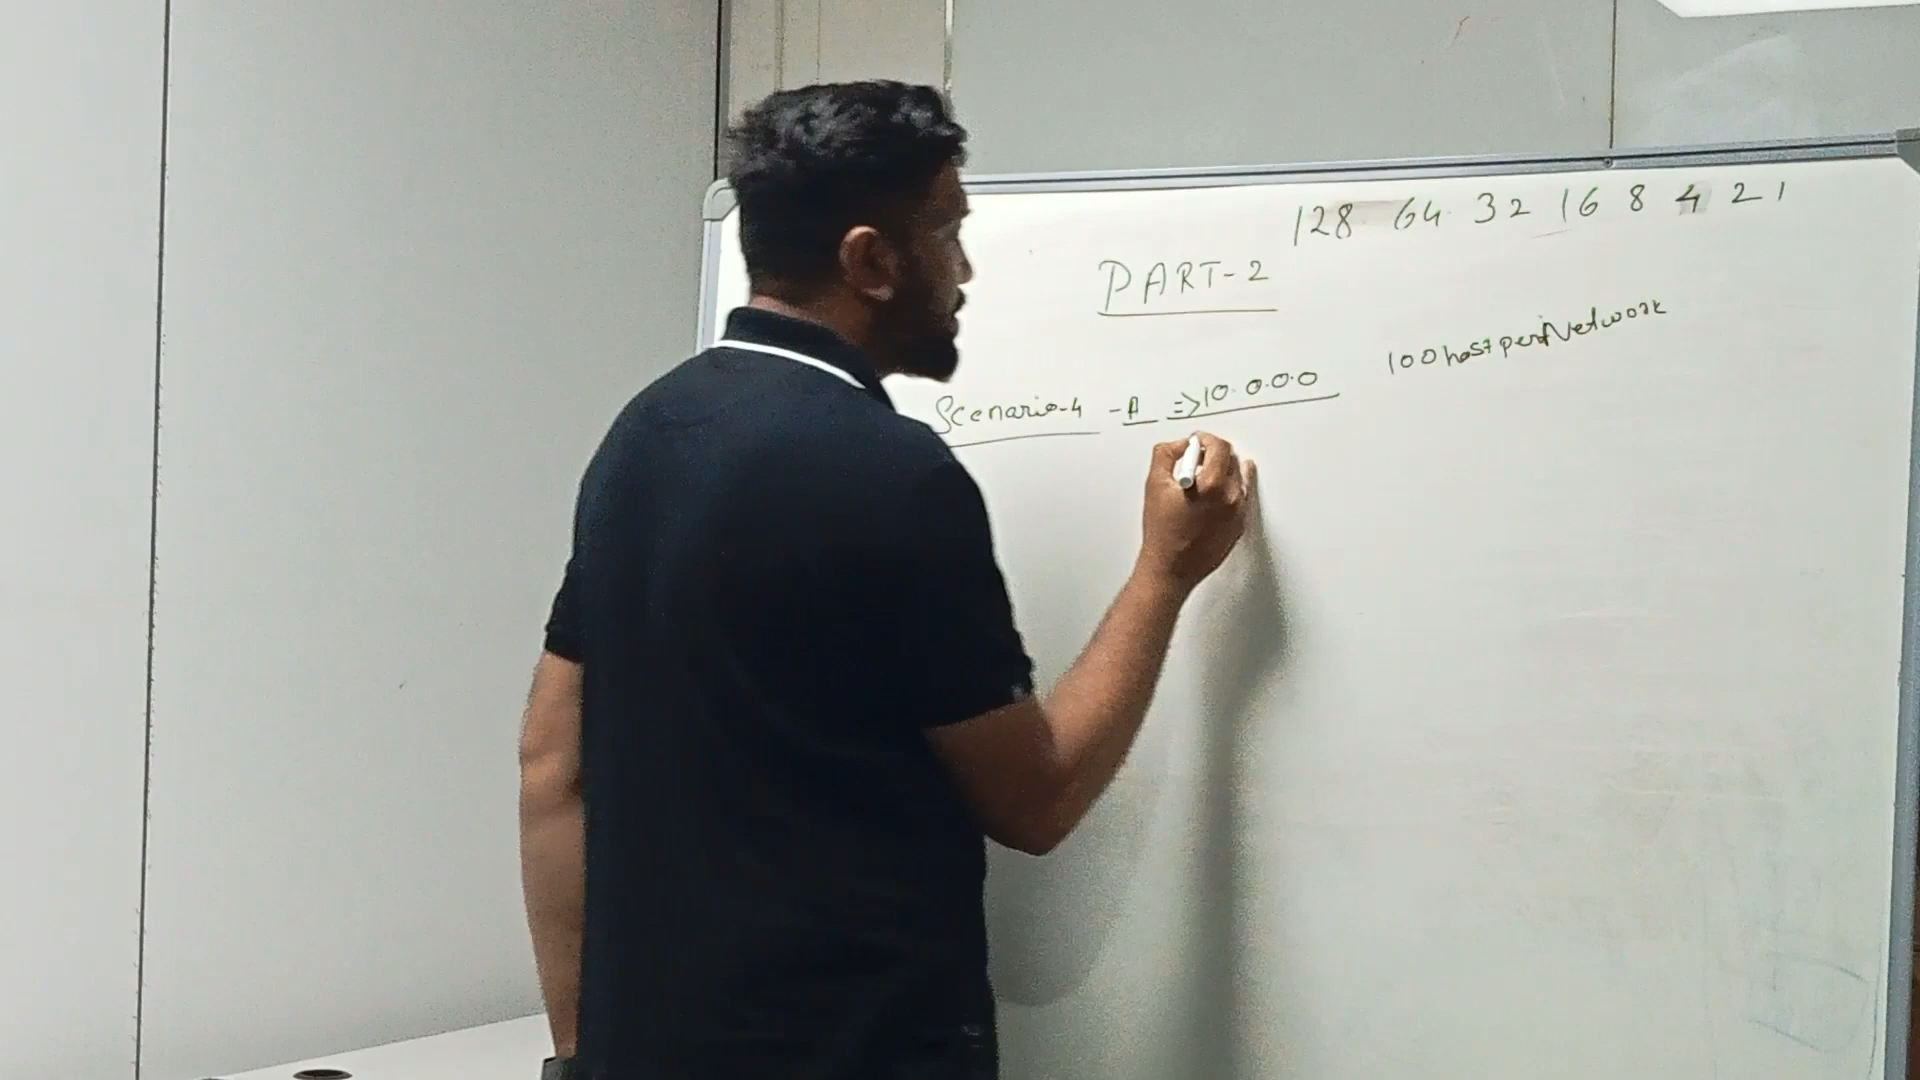 128 64 32 16 8 4 2 1
PART-2
100 host per Network
Scenario-4 -A => 10.0.0.0